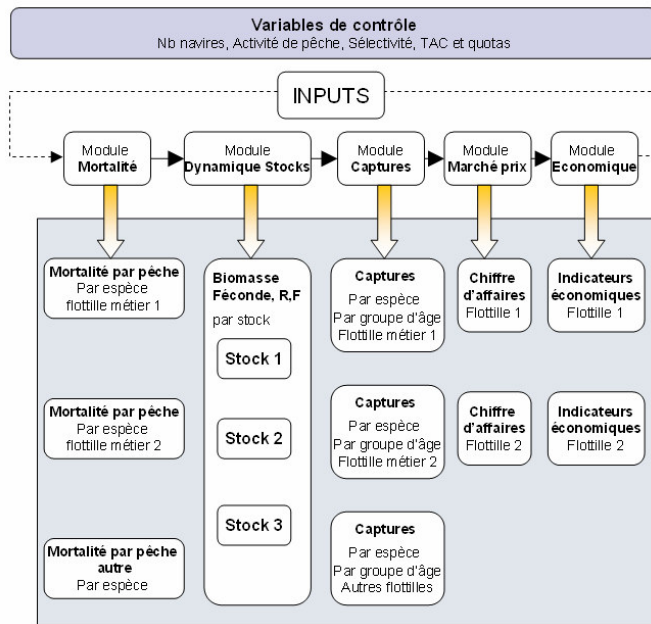 Variables de contrôle
Nb navires, Activité de pêche, Sélectivité, TAC et quotas
INPUTS
Module
Mortalité
Module
Dynamique Stocks
Module
Captures
Module
Marché prix
Module
Economique
Mortalité par pêche
Par espèce
flottille métier 1
Mortalité par pêche
Par espèce
flottille métier 2
Mortalité par pêche
autre
Par espèce
Biomasse
Féconde, R,F
par stock
Stock 1
Stock 2
Stock 3
Captures
Par espèce
Par groupe d'âge
Flottille métier 1
Captures
Par espèce
Par groupe d'âge
Flottille métier 2
Captures
Par espèce
Par groupe d'âge
Autres flottilles
Chiffre
d'affaires
Flottille 1
Chiffre
d'affaires
Flottille 2
Indicateurs
économiques
Flottille 1
Indicateurs
économiques
Flottille 2